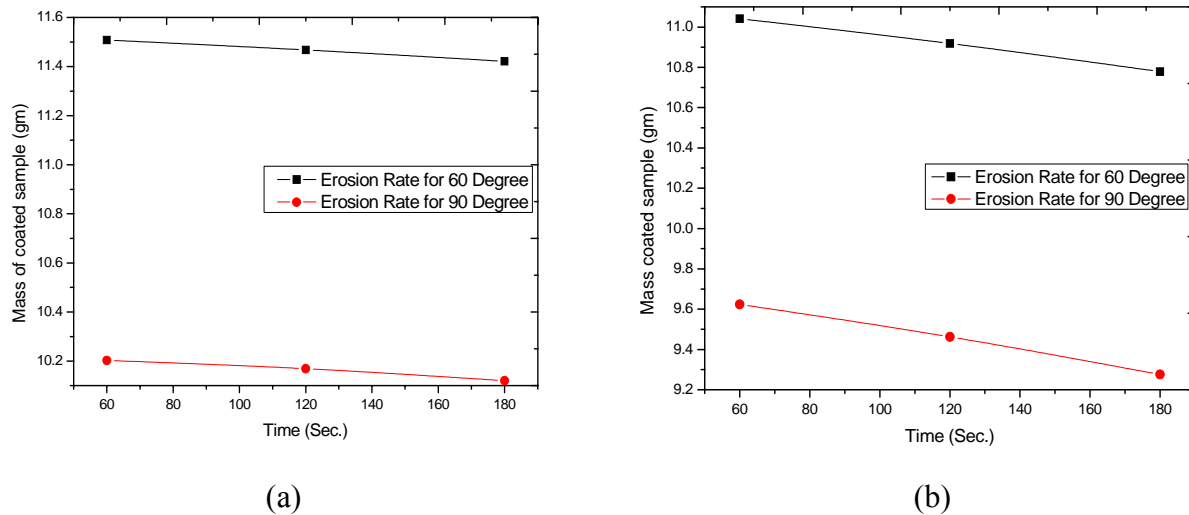 11.6
11.4
11.2
11.0
10.8
10.6
10.4
10.2
Mass of coated sample (gm)
Erosion Rate for 60 Degree
Erosion Rate for 90 Degree
60 80 100 120 140 160 180
Time (Sec.)
(a)
11.0
10.8
10.6
10.4
10.2
10.0
9.8
9.6
9.4
9.2
Mass coated sample (gm)
Erosion Rate for 60 Degree
Erosion Rate for 90 Degree
60 80 100 120 140 160 180
Time (Sec.)
(b)